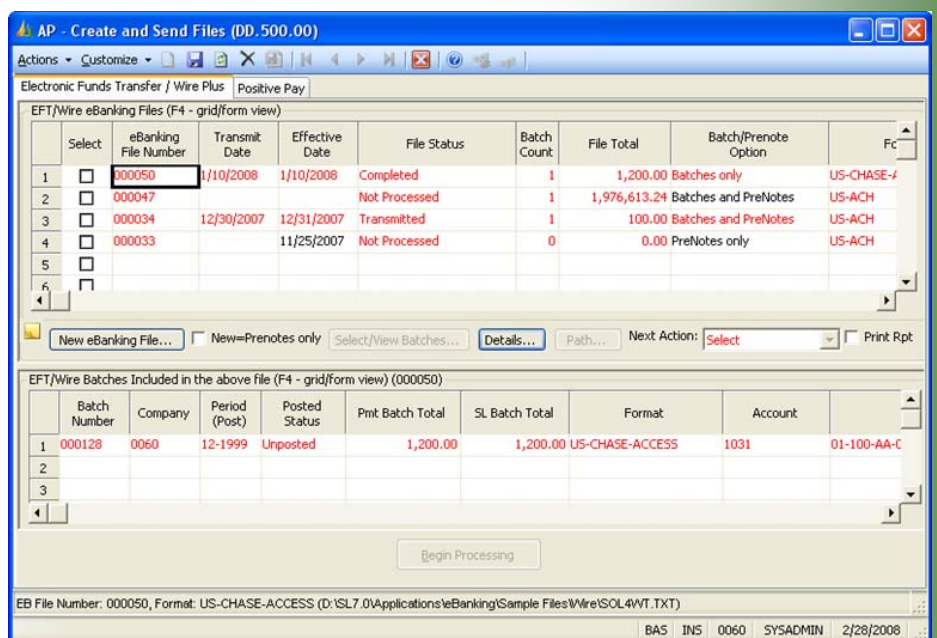 AP - Create and Send Files (DD.500.00)
Actions Customize
Electronic Funds Transfer / Wire Plus Positive Pay
EFT/Wire eBanking Files (F4 - grid/form view)
Select eBanking File Number Transmit Date Effective Date File Status Batch Count File Total Batch/Prenote Option Fo
1 000050 1/10/2008 1/10/2008 Completed 1 1,200.00 Batches only US-CHASE-A
2 000047 Not Processed 1 1,976,613.24 Batches and PreNotes US-ACH
3 000034 12/30/2007 12/31/2007 Transmitted 1 100.00 Batches and PreNotes US-ACH
4 000033 11/25/2007 Not Processed 0 0.00 PreNotes only US-ACH
5
6
New eBanking File... New=Prenotes only Select/View Batches... Details... Path... Next Action: Select Print Rpt
EFT/Wire Batches Included in the above file (F4 - grid/form view) (000050)
Batch Number Company Period (Post) Posted Status Pmt Batch Total SL Batch Total Format Account
1 000128 0060 12-1999 Unposted 1,200.00 1,200.00 US-CHASE-ACCESS 1031 01-100-AA-0
2
3
Begin Processing
EB File Number: 000050, Format: US-CHASE-ACCESS (D:\SL7.0\Applications\eBanking\Sample Files\Wire\SOL4WT.TXT)
BAS INS 0060 SYSADMIN 2/28/2008